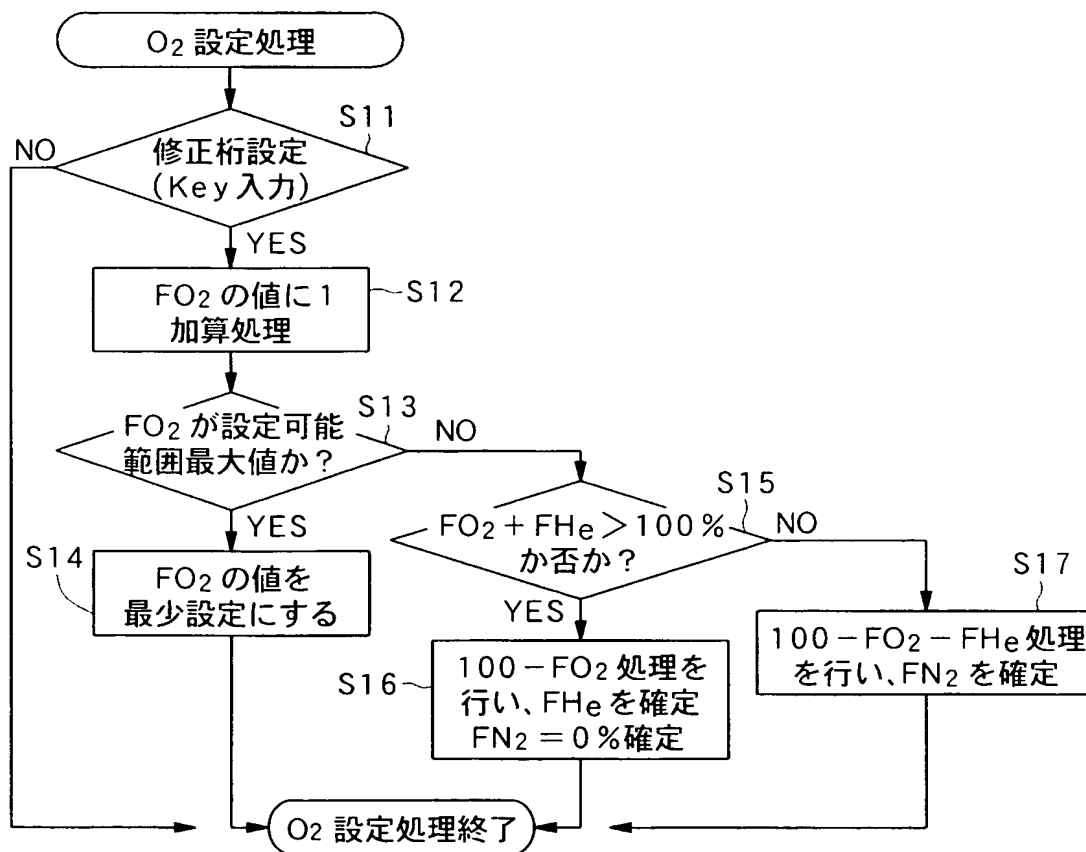 O₂ 設定処理
S11
NO
修正桁設定
(Key 入力)
YES
S12
FO₂ の値に1
加算処理
S13
FO₂ が設定可能
範囲最大値か？
NO
YES
S15
FO₂＋FHe＞100％
か否か？
NO
YES
S14
FO₂ の値を
最少設定にする
S17
100－FO₂－FHe 処理
を行い、FN₂ を確定
S16
100－FO₂ 処理を
行い、FHe を確定
FN₂＝0％確定
O₂ 設定処理終了